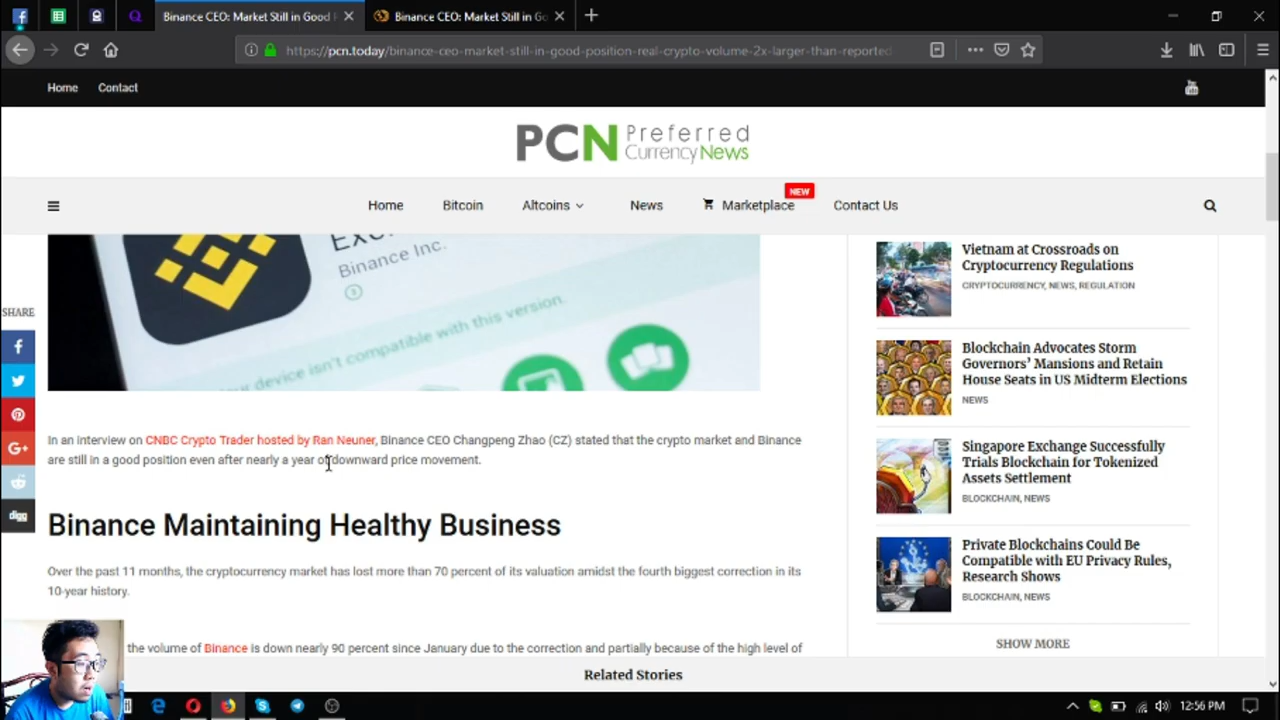 Binance CEO: Market Still in Good
Binance CEO: Market Still in Go
https://pcn.today/binance-ceo-market-still-in-good-position-real-crypto-volume-2x-larger-than-reported
Home Contact
PCN Preferred
Currency News
NEW
Home Bitcoin Altcoins News Marketplace Contact Us
Binance Inc.
device isn't compatible with this version.
SHARE
digg
In an interview on CNBC Crypto Trader hosted by Ran Neuner, Binance CEO Changpeng Zhao (CZ) stated that the crypto market and Binance
are still in a good position even after nearly a year of downward price movement.
Binance Maintaining Healthy Business
Over the past 11 months, the cryptocurrency market has lost more than 70 percent of its valuation amidst the fourth biggest correction in its
10-year history.
the volume of Binance is down nearly 90 percent since January due to the correction and partially because of the high level of
Vietnam at Crossroads on
Cryptocurrency Regulations
CRYPTOCURRENCY, NEWS, REGULATION
Blockchain Advocates Storm
Governors' Mansions and Retain
House Seats in US Midterm Elections
NEWS
Singapore Exchange Successfully
Trials Blockchain for Tokenized
Assets Settlement
BLOCKCHAIN, NEWS
Private Blockchains Could Be
Compatible with EU Privacy Rules,
Research Shows
BLOCKCHAIN, NEWS
SHOW MORE
Related Stories
12:56 PM